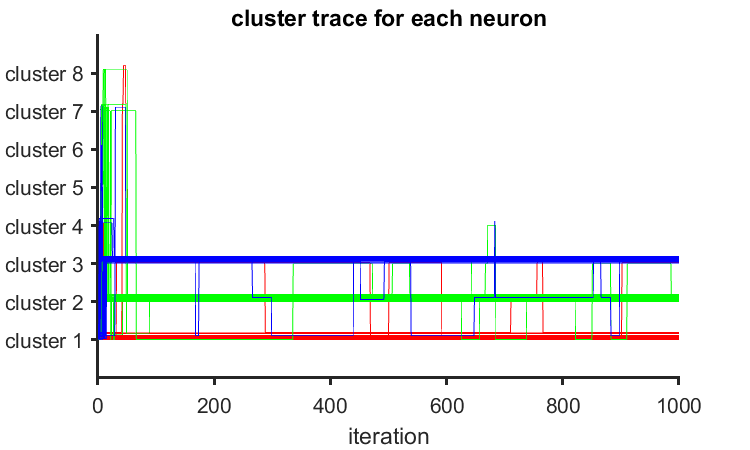 cluster trace for each neuron
cluster 8
cluster 7
cluster 6
cluster 5
cluster 4
cluster 3
cluster 2
cluster 1
0 200 400 600 800 1000
iteration